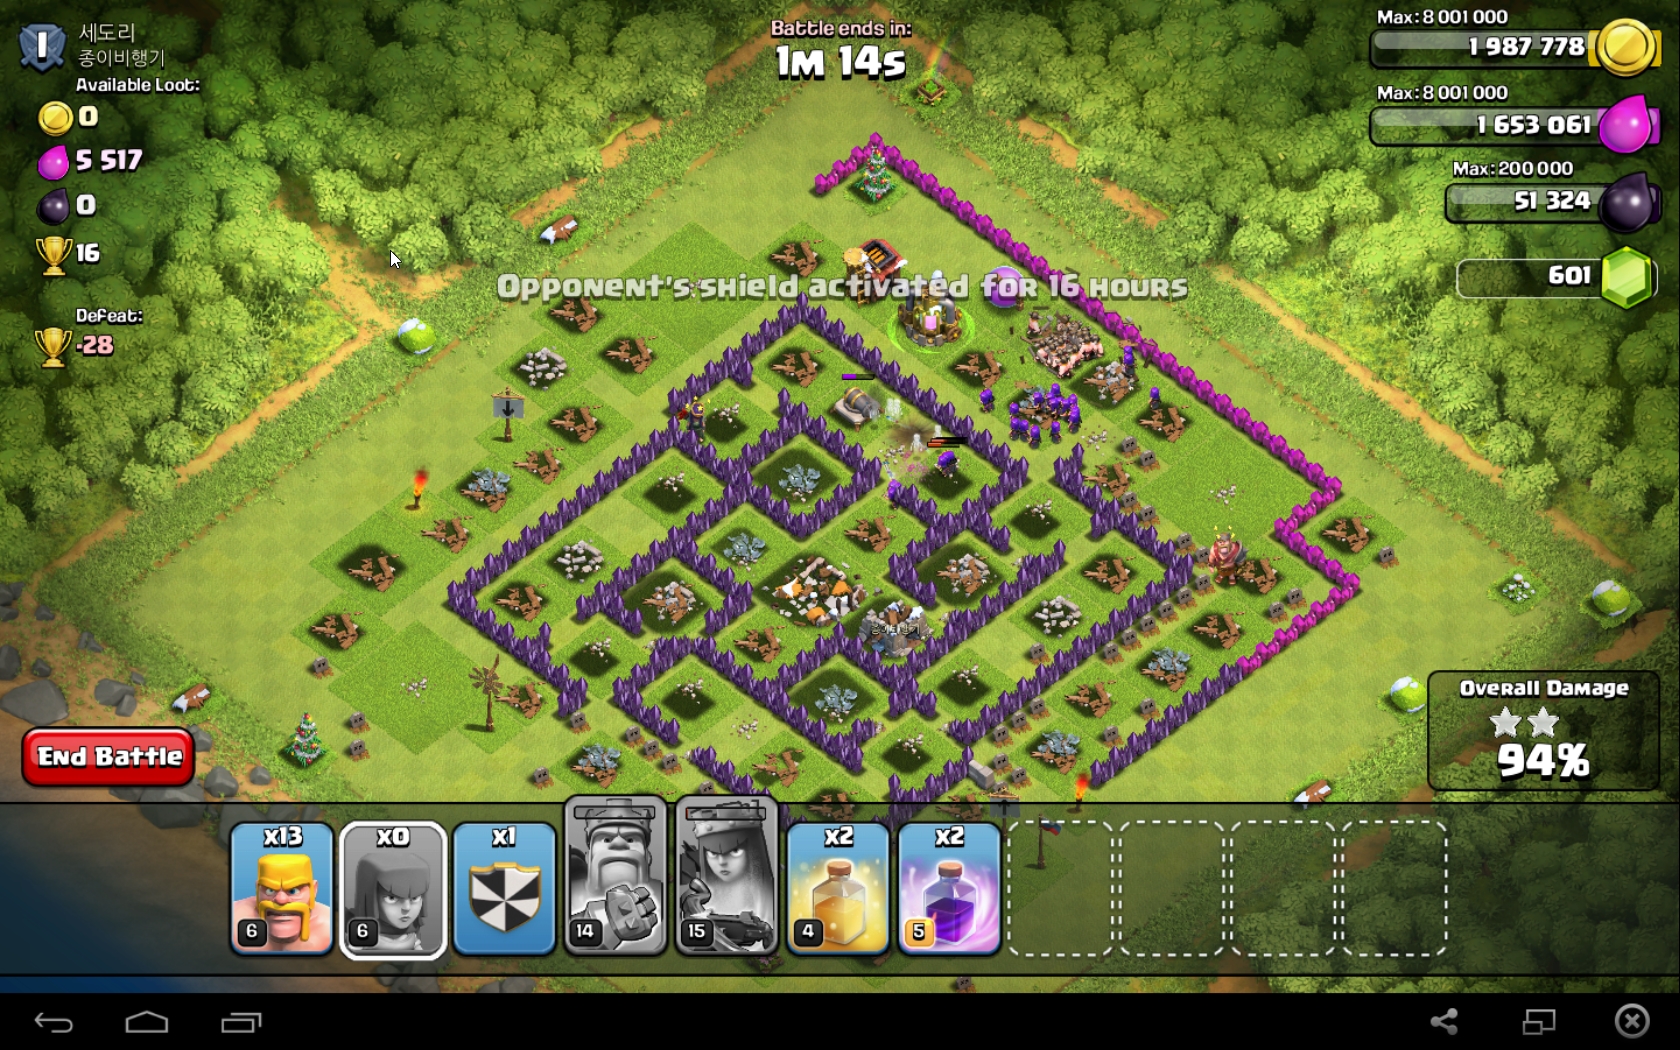 세도리
종이비행기
Available Loot:
0
5 517
0
16
Defeat:
-28
Battle ends in:
1M 14s
Max: 8 001 000
1 987 778
Max: 8 001 000
1 653 061
Max: 200 000
51 324
601
Opponent's shield activated for 16 hours
Overall Damage
94%
End Battle
x13
6
x0
6
x1
14
15
x2
4
x2
5